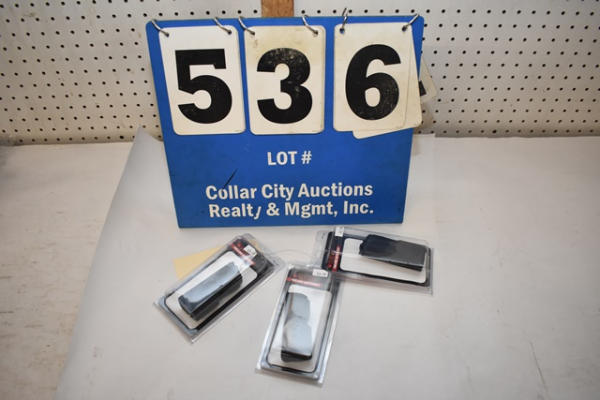 536
LOT #
Collar City Auctions
Realty & Mgmt, Inc.